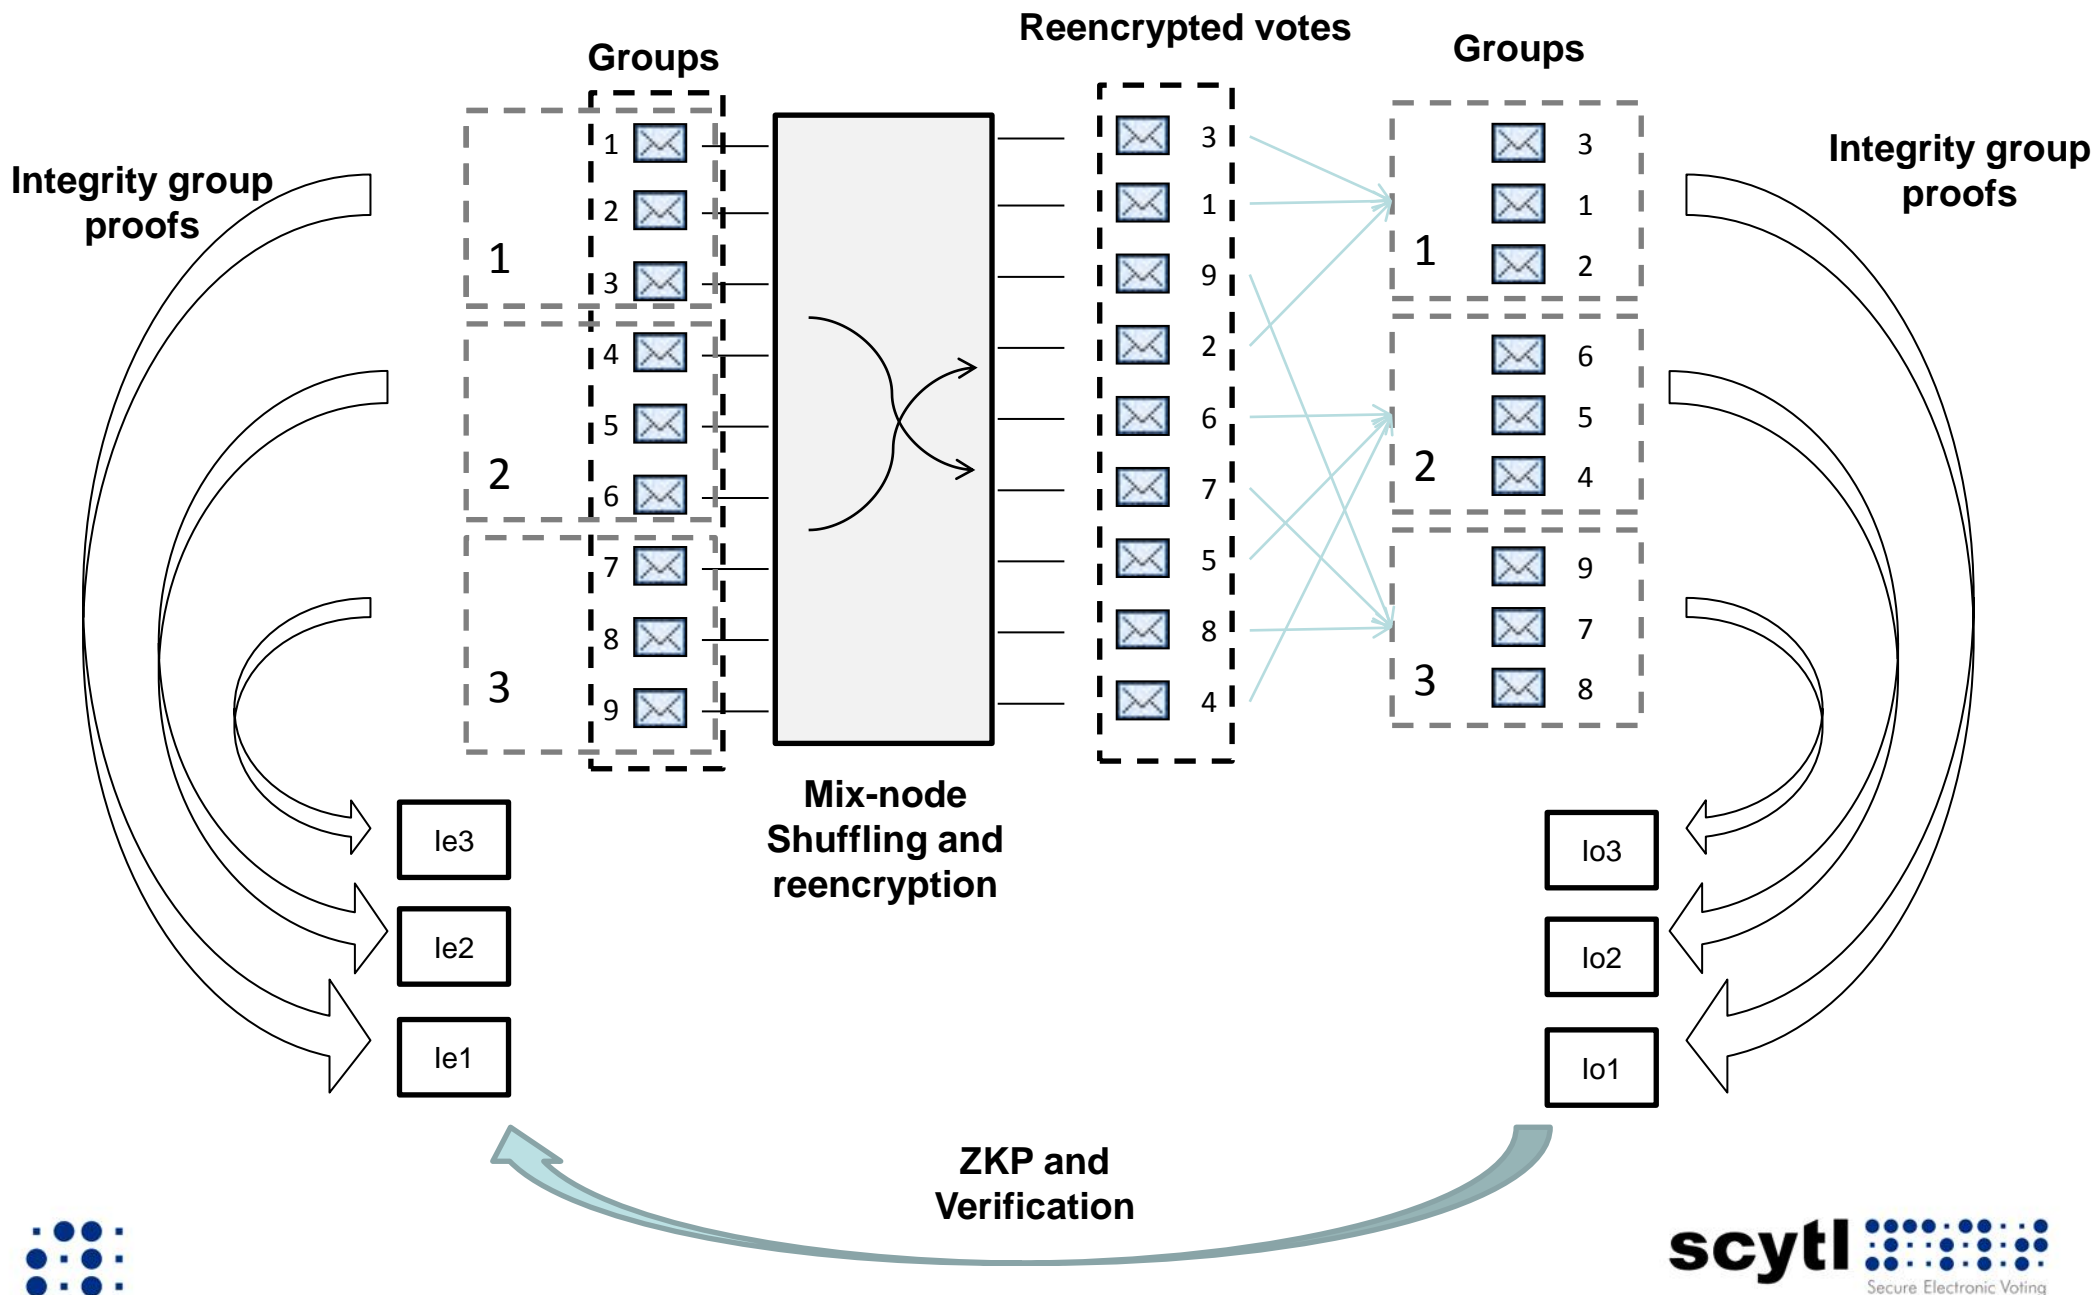 Reencrypted votes
Groups
Groups
Integrity group
proofs
Integrity group
proofs
1
2
3
1
4
5
6
2
7
8
9
3
3
1
9
2
6
7
5
8
4
3
1
2
1
6
5
4
2
9
7
8
3
Mix-node
Shuffling and
reencryption
Ie3
Ie2
Ie1
Io3
Io2
Io1
ZKP and
Verification
scytl
Secure Electronic Voting